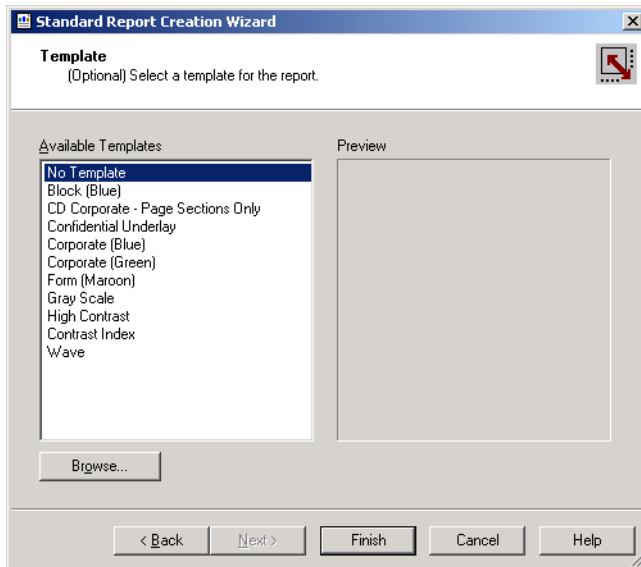 Standard Report Creation Wizard
Template
(Optional) Select a template for the report.
Available Templates
Preview
No Template
Block (Blue)
CD Corporate - Page Sections Only
Confidential Underlay
Corporate (Blue)
Corporate (Green)
Form (Maroon)
Gray Scale
High Contrast
Contrast Index
Wave
Browse...
< Back
Next >
Finish
Cancel
Help